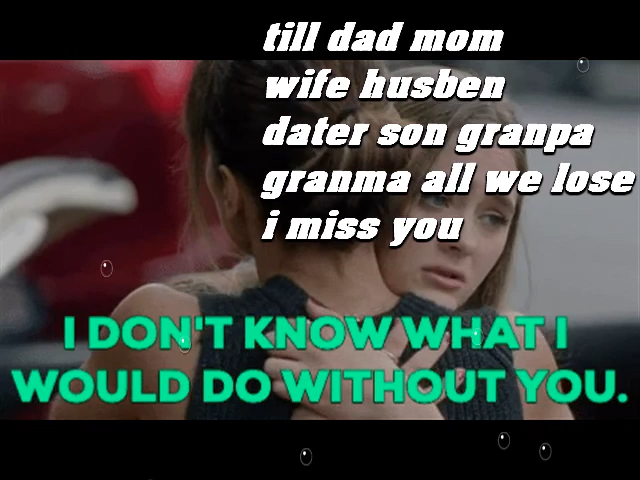 till dad mom
wife husben
dater son granpa
granma all we lose
i miss you
I DON'T KNOW WHAT I
WOULD DO WITHOUT YOU.